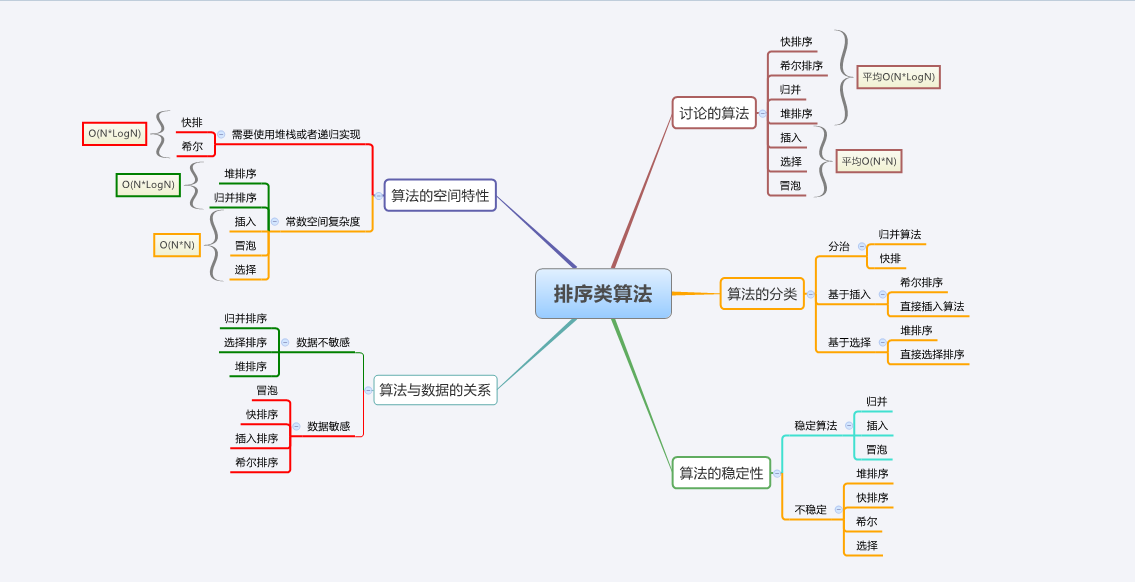 排序类算法
讨论的算法
快排序
希尔排序
归并
堆排序
平均O(N*LogN)
插入
选择
冒泡
平均O(N*N)
算法的分类
分治
归并算法
快排
基于插入
希尔排序
直接插入算法
基于选择
堆排序
直接选择排序
算法的稳定性
稳定算法
归并
插入
冒泡
不稳定
堆排序
快排序
希尔
选择
算法的空间特性
需要使用堆栈或者递归实现
快排
希尔
O(N*LogN)
常数空间复杂度
堆排序
归并排序
O(N*LogN)
插入
冒泡
选择
O(N*N)
算法与数据的关系
数据不敏感
归并排序
选择排序
堆排序
数据敏感
冒泡
快排序
插入排序
希尔排序